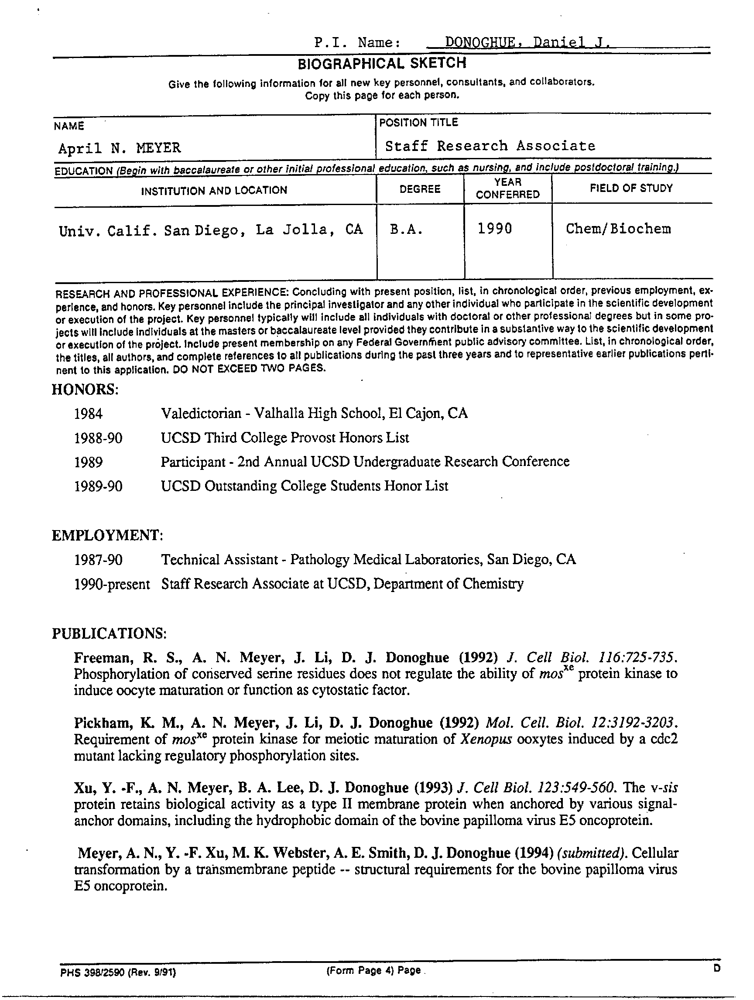 P.I. Name: DONOGHUE, Daniel J.
BIOGRAPHICAL SKETCH
Give the following information for all new key personnel, consultants, and collaborators.
Copy this page for each person.
NAME
POSITION TITLE
April N. MEYER
Staff Research Associate
EDUCATION (Begin with baccalaureate or other initial professional education, such as nursing, and include postdoctoral training.)
INSTITUTION AND LOCATION
DEGREE
YEAR
CONFERRED
FIELD OF STUDY
Univ. Calif. San Diego, La Jolla, CA
B.A.
1990
Chem/Biochem
RESEARCH AND PROFESSIONAL EXPERIENCE: Concluding with present position, list, in chronological order, previous employment, ex-
perience, and honors. Key personnel include the principal investigator and any other individual who participate in the scientific development
or execution of the project. Key personnel typically will include all individuals with doctoral or other professional degrees but in some pro-
jects will include individuals at the masters or baccalaureate level provided they contribute in a substantive way to the scientific development
or execution of the project. Include present membership on any Federal Government public advisory committee. List, in chronological order,
the titles, all authors, and complete references to all publications during the past three years and to representative earlier publications perti-
nent to this application. DO NOT EXCEED TWO PAGES.
HONORS:
1984 Valedictorian - Valhalla High School, El Cajon, CA
1988-90 UCSD Third College Provost Honors List
1989 Participant - 2nd Annual UCSD Undergraduate Research Conference
1989-90 UCSD Outstanding College Students Honor List
EMPLOYMENT:
1987-90 Technical Assistant - Pathology Medical Laboratories, San Diego, CA
1990-present Staff Research Associate at UCSD, Department of Chemistry
PUBLICATIONS:
Freeman, R. S., A. N. Meyer, J. Li, D. J. Donoghue (1992) J. Cell Biol. 116:725-735.
Phosphorylation of conserved serine residues does not regulate the ability of mosxe protein kinase to
induce oocyte maturation or function as cytostatic factor.
Pickham, K. M., A. N. Meyer, J. Li, D. J. Donoghue (1992) Mol. Cell. Biol. 12:3192-3203.
Requirement of mosxe protein kinase for meiotic maturation of Xenopus ooxytes induced by a cdc2
mutant lacking regulatory phosphorylation sites.
Xu, Y. -F., A. N. Meyer, B. A. Lee, D. J. Donoghue (1993) J. Cell Biol. 123:549-560. The v-sis
protein retains biological activity as a type II membrane protein when anchored by various signal-
anchor domains, including the hydrophobic domain of the bovine papilloma virus E5 oncoprotein.
Meyer, A. N., Y. -F. Xu, M. K. Webster, A. E. Smith, D. J. Donoghue (1994) (submitted). Cellular
transformation by a transmembrane peptide -- structural requirements for the bovine papilloma virus
E5 oncoprotein.
PHS 398/2590 (Rev. 9/91)
(Form Page 4) Page
D